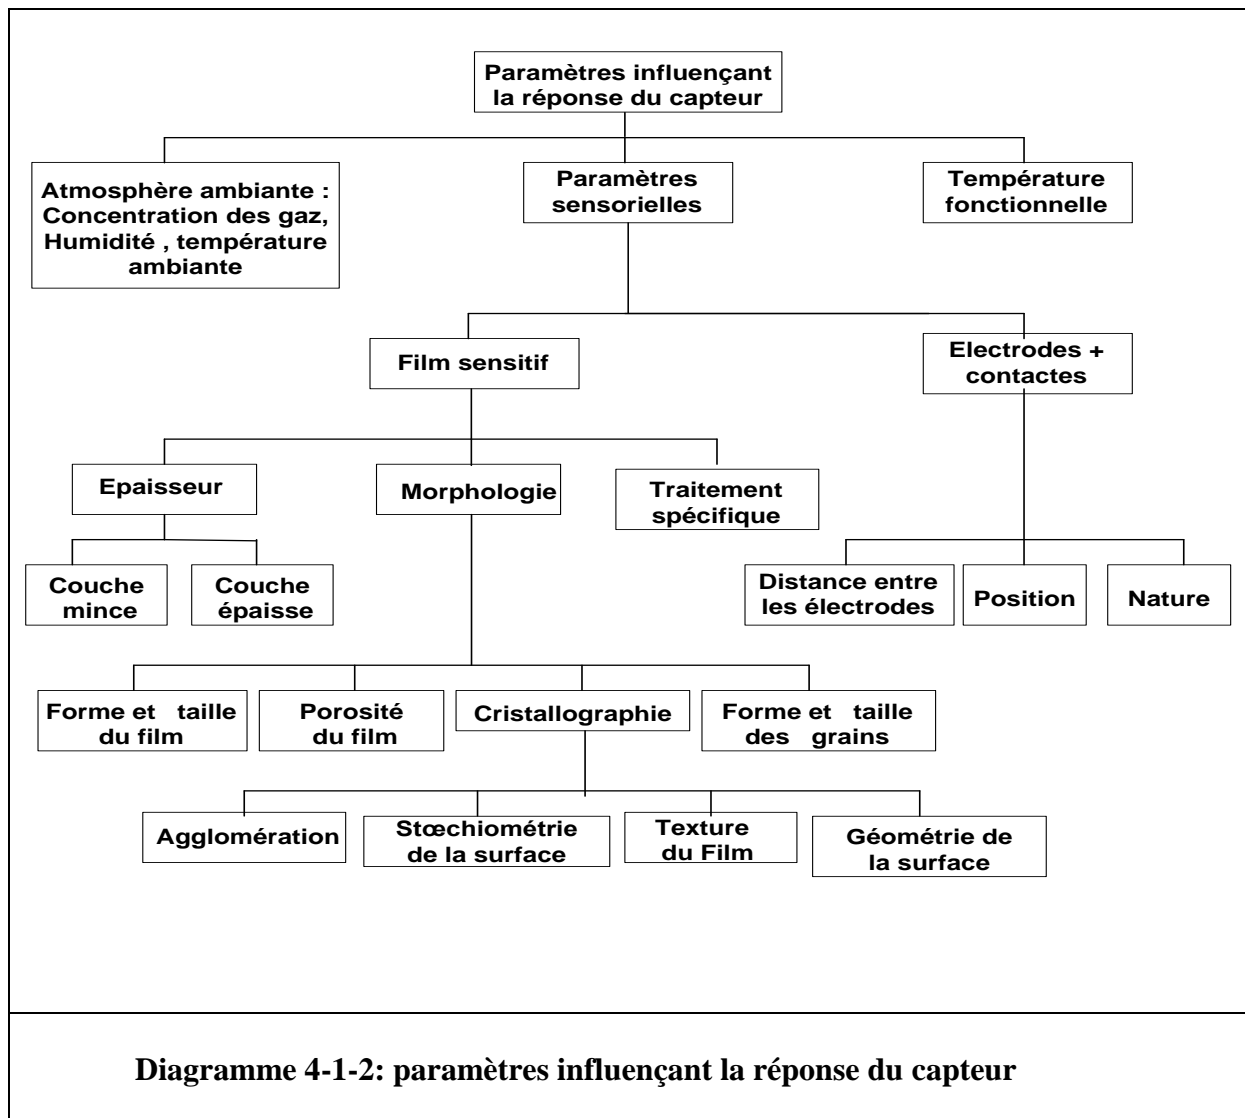 Paramètres influençant
la réponse du capteur
Atmosphère ambiante :
Concentration des gaz,
Humidité , température
ambiante
Paramètres
sensorielles
Température
fonctionnelle
Film sensitif
Electrodes +
contactes
Epaisseur
Morphologie
Traitement
spécifique
Couche
mince
Couche
épaisse
Distance entre
les électrodes
Position
Nature
Forme et taille
du film
Porosité
du film
Cristallographie
Forme et taille
des grains
Agglomération
Stœchiométrie
de la surface
Texture
du Film
Géométrie de
la surface
Diagramme 4-1-2: paramètres influençant la réponse du capteur